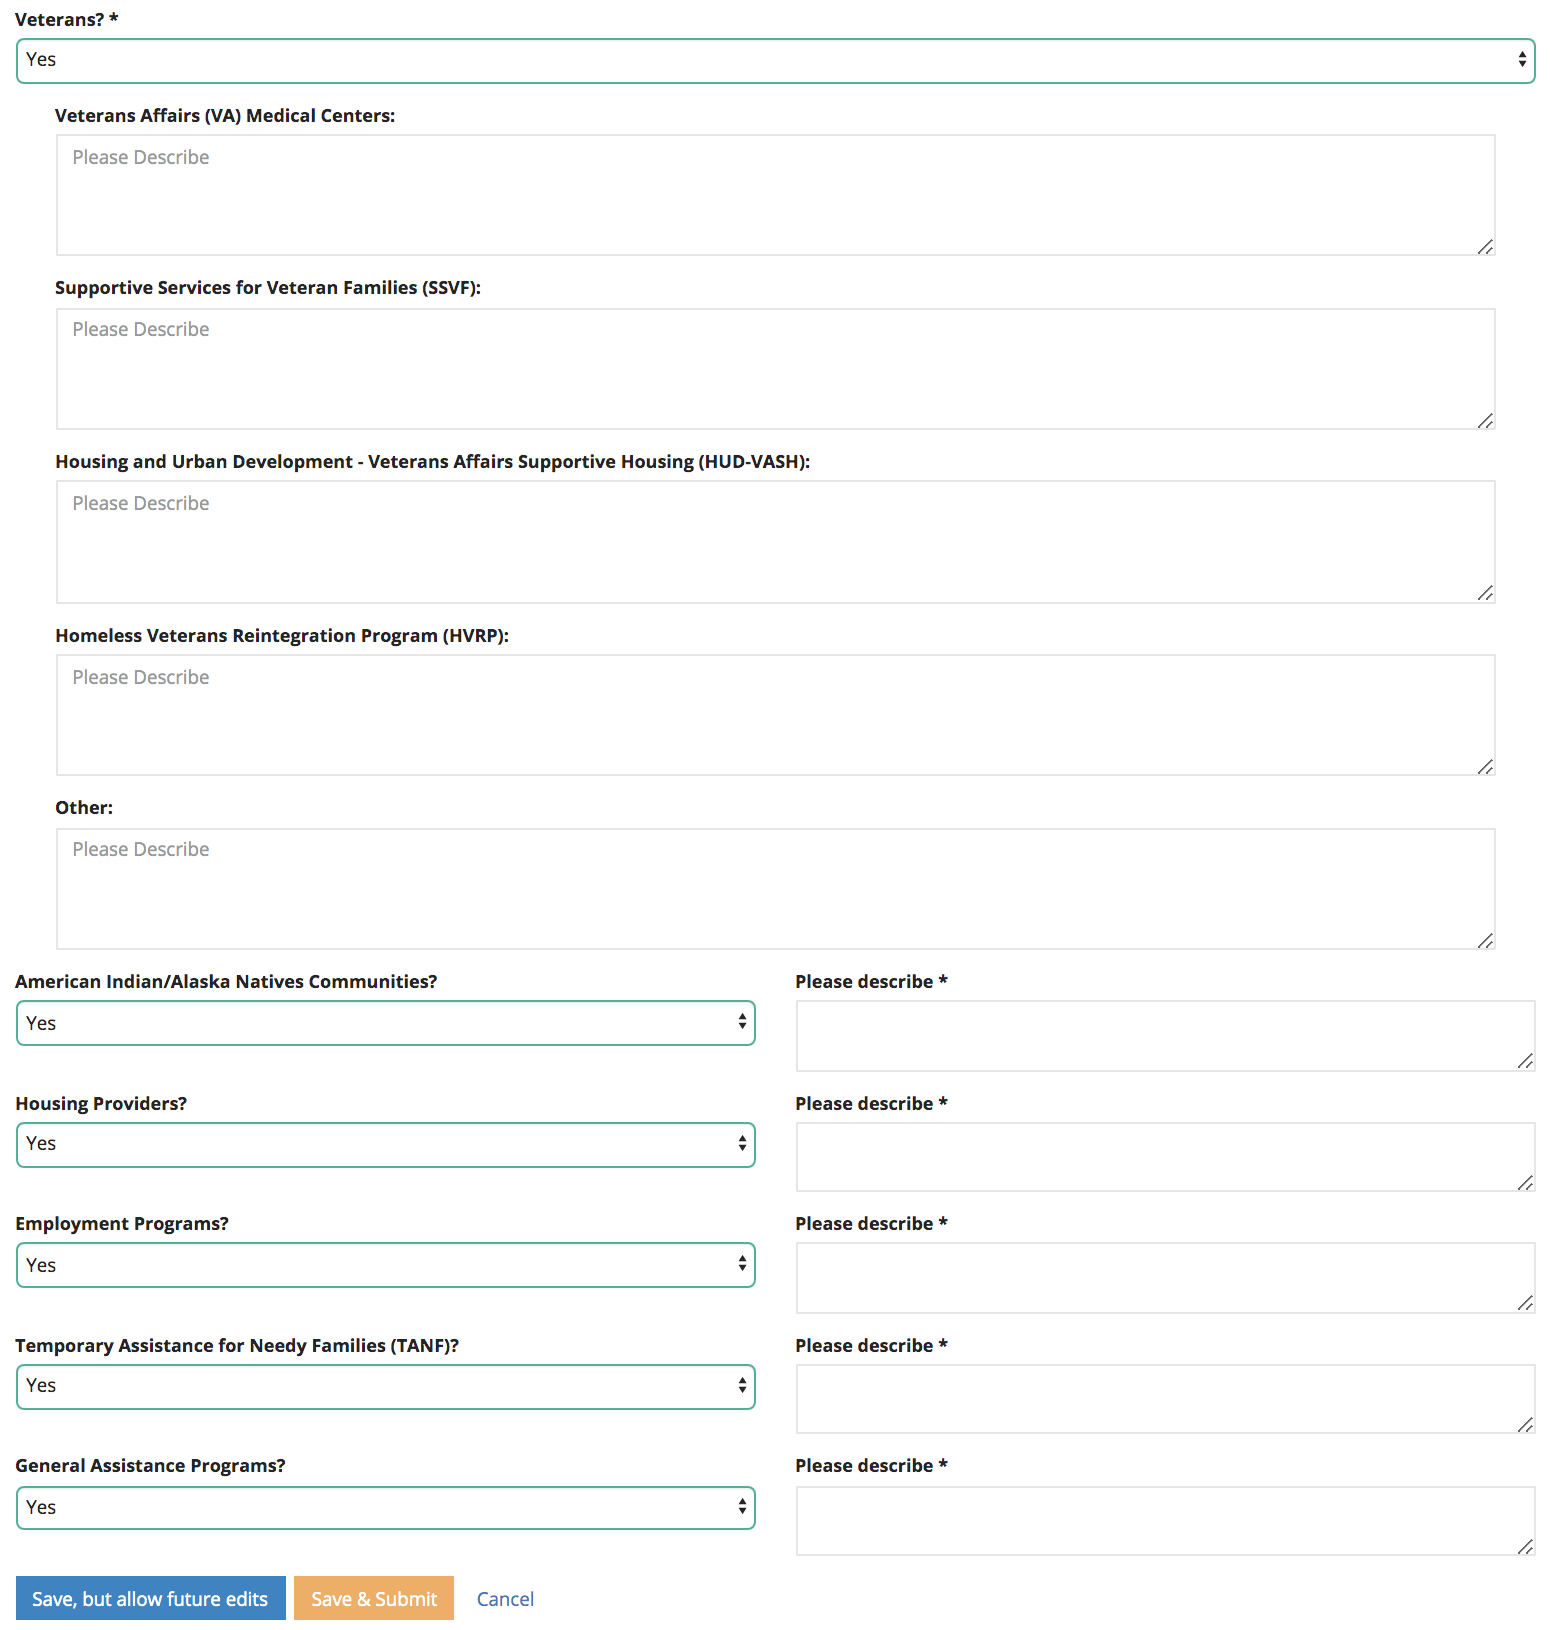 Veterans? *
Yes
Veterans Affairs (VA) Medical Centers:
Please Describe
Supportive Services for Veteran Families (SSVF):
Please Describe
Housing and Urban Development - Veterans Affairs Supportive Housing (HUD-VASH):
Please Describe
Homeless Veterans Reintegration Program (HVRP):
Please Describe
Other:
Please Describe
American Indian/Alaska Natives Communities?
Please describe *
Yes
Housing Providers?
Please describe *
Yes
Employment Programs?
Please describe *
Yes
Temporary Assistance for Needy Families (TANF)?
Please describe *
Yes
General Assistance Programs?
Please describe *
Yes
Save, but allow future edits
Save & Submit
Cancel